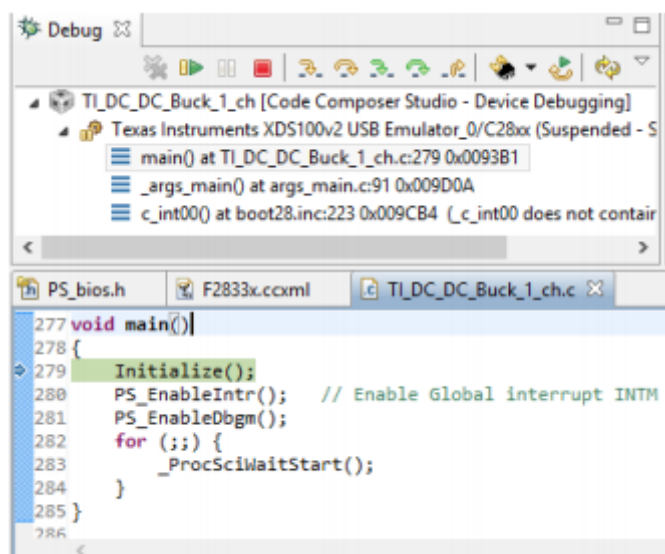 Debug
TI_DC_DC_Buck_1_ch [Code Composer Studio - Device Debugging]
Texas Instruments XDS100v2 USB Emulator_0/C28xx (Suspended - S
main() at TI_DC_DC_Buck_1_ch.c:279 0x0093B1
_args_main() at args_main.c:91 0x009D0A
c_int00() at boot28.inc:223 0x009CB4 (_c_int00 does not contair
PS_bios.h F2833x.ccxml TI_DC_DC_Buck_1_ch.c
277 void main()
278 {
279 Initialize();
280 PS_EnableIntr(); // Enable Global interrupt INTM
281 PS_EnableDbgm();
282 for (;;) {
283 _ProcSciWaitStart();
284 }
285 }
286